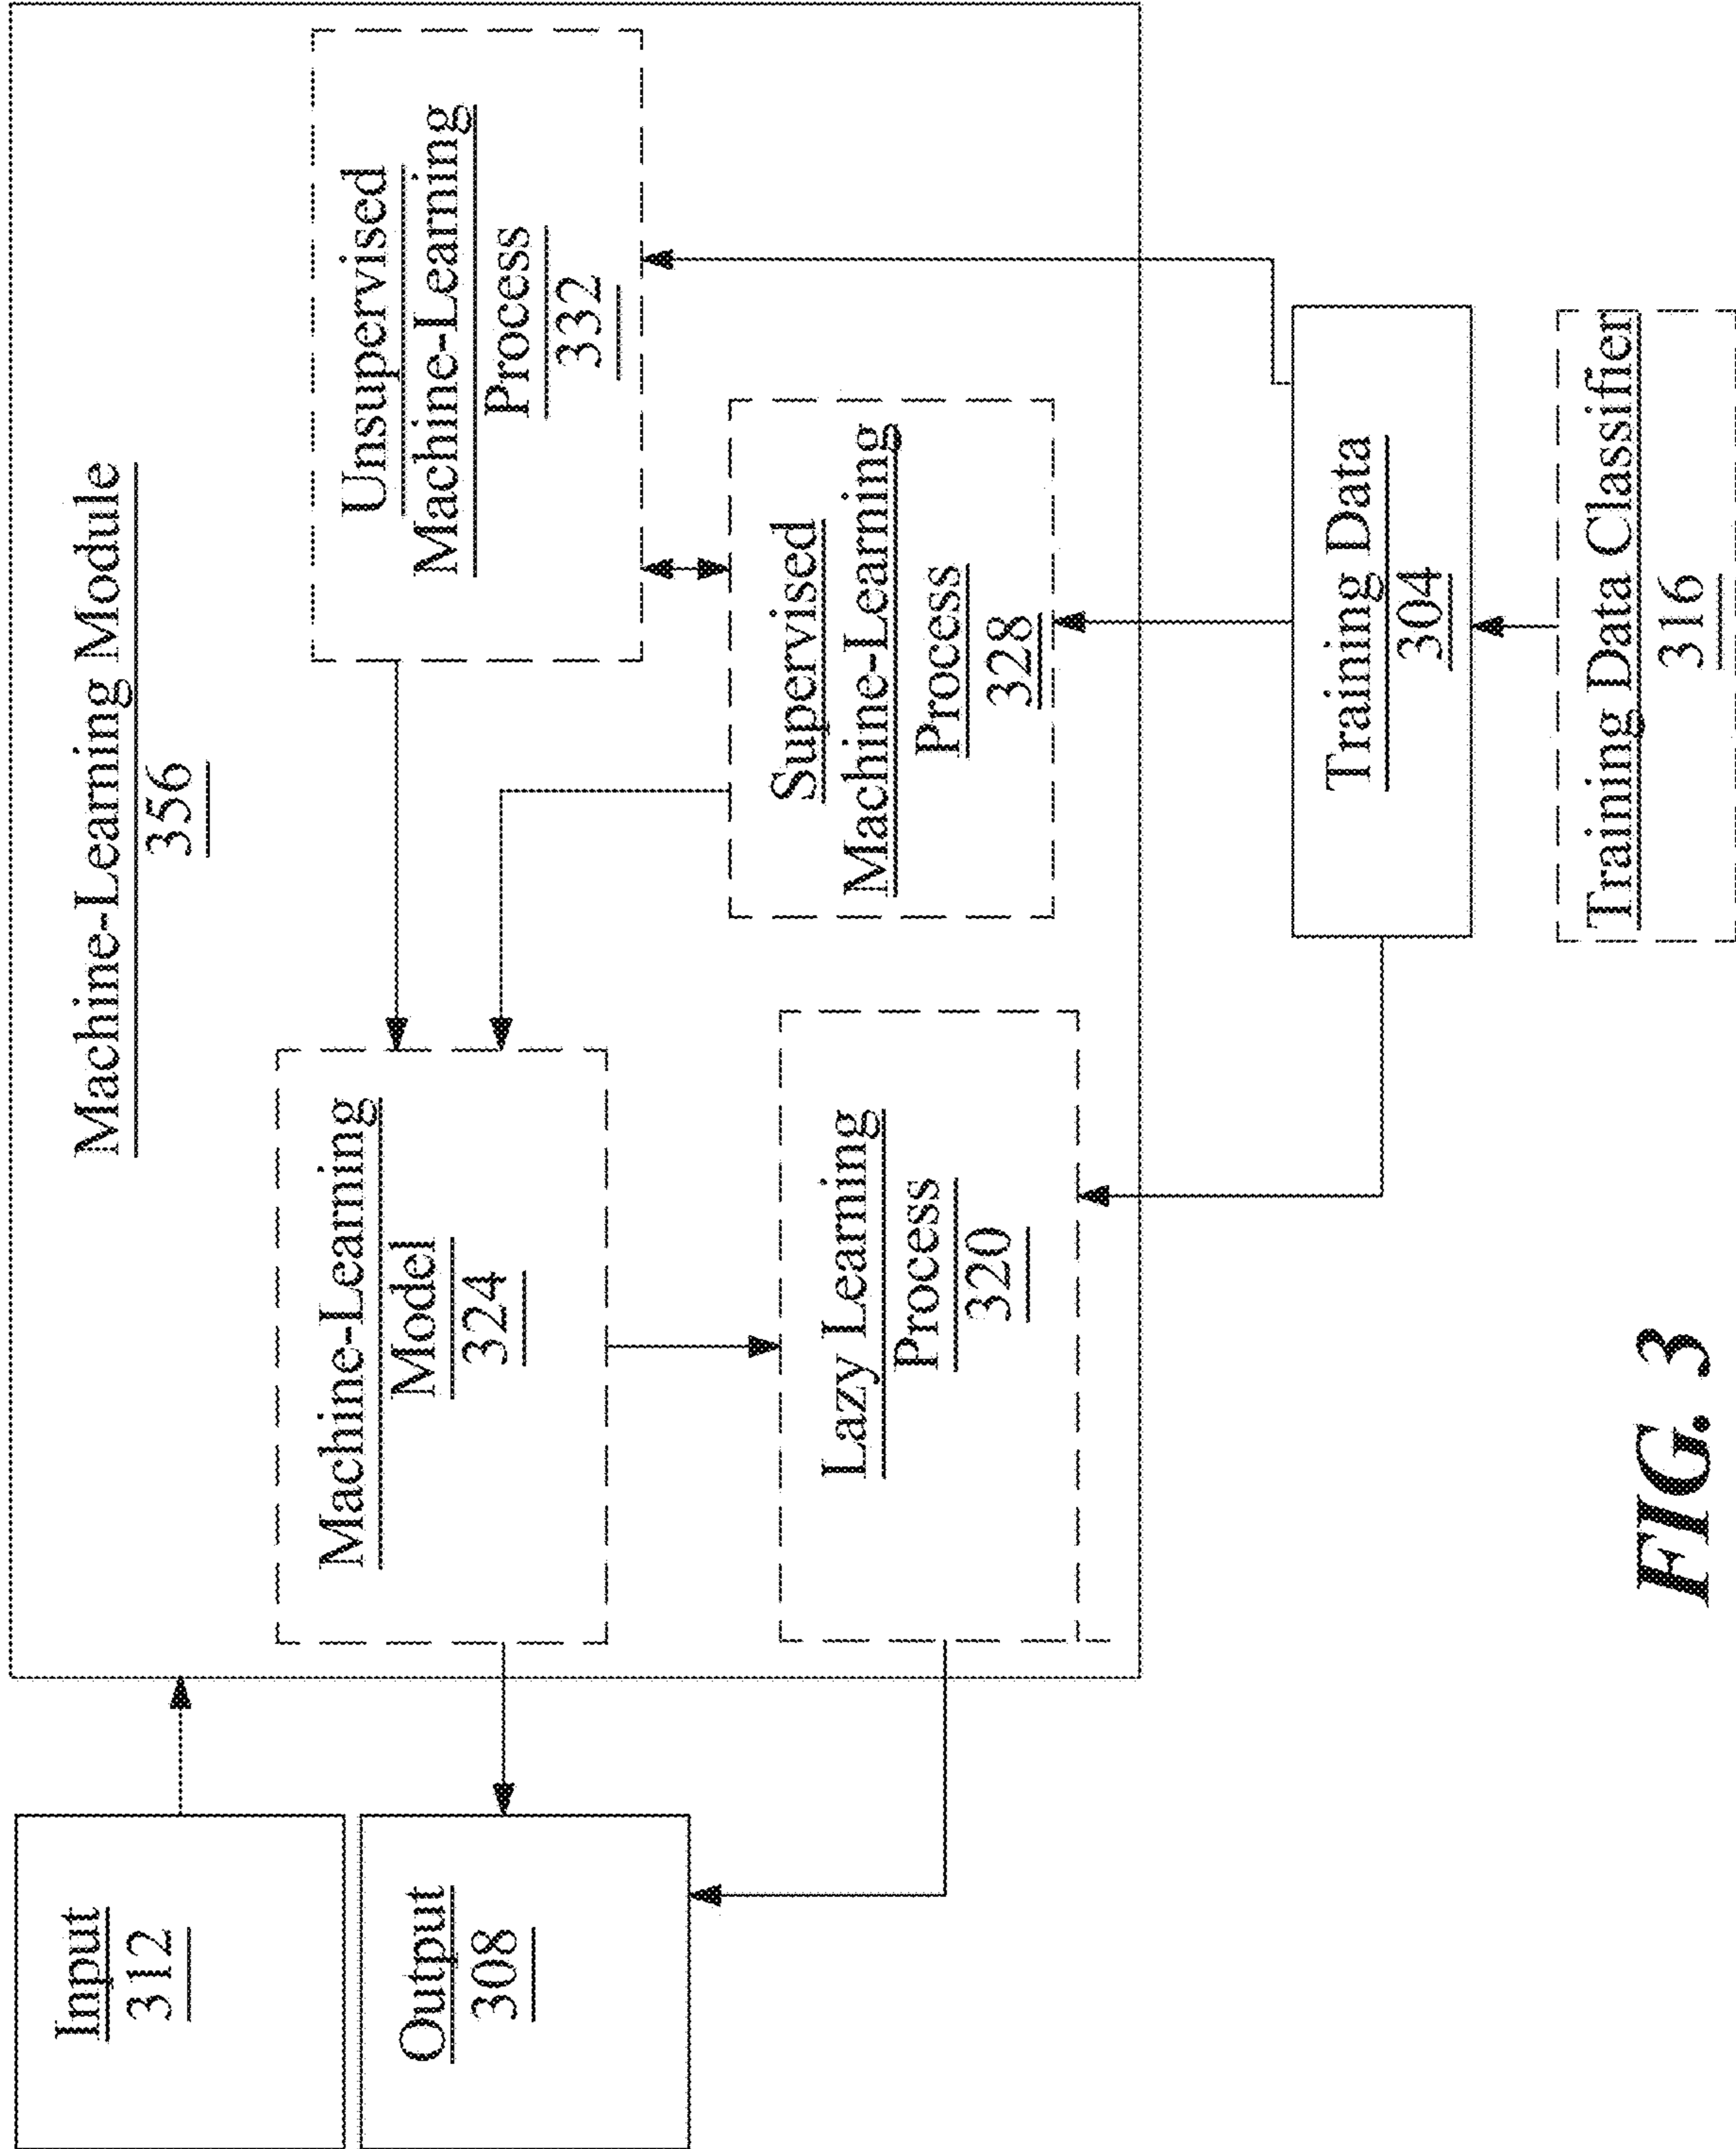 Machine-Learning Module
356
Input
312
Output
308
Machine-Learning
Model
324
Unsupervised
Machine-Learning
Process
332
Lazy Learning
Process
320
Supervised
Machine-Learning
Process
328
Training Data
304
Training Data Classifier
316
FIG. 3